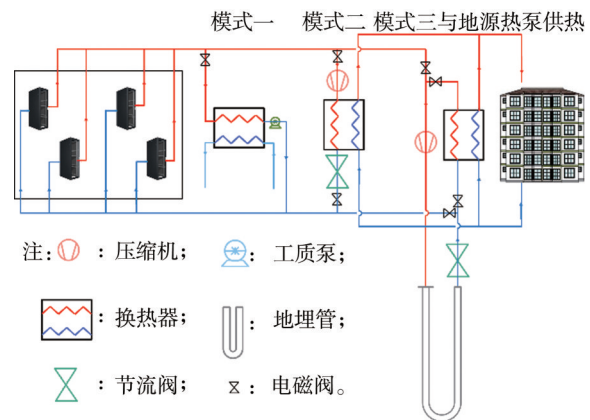 模式一 模式二 模式三与地源热泵供热
注: :压缩机; :工质泵;
:换热器; :地埋管;
:节流阀; :电磁阀。